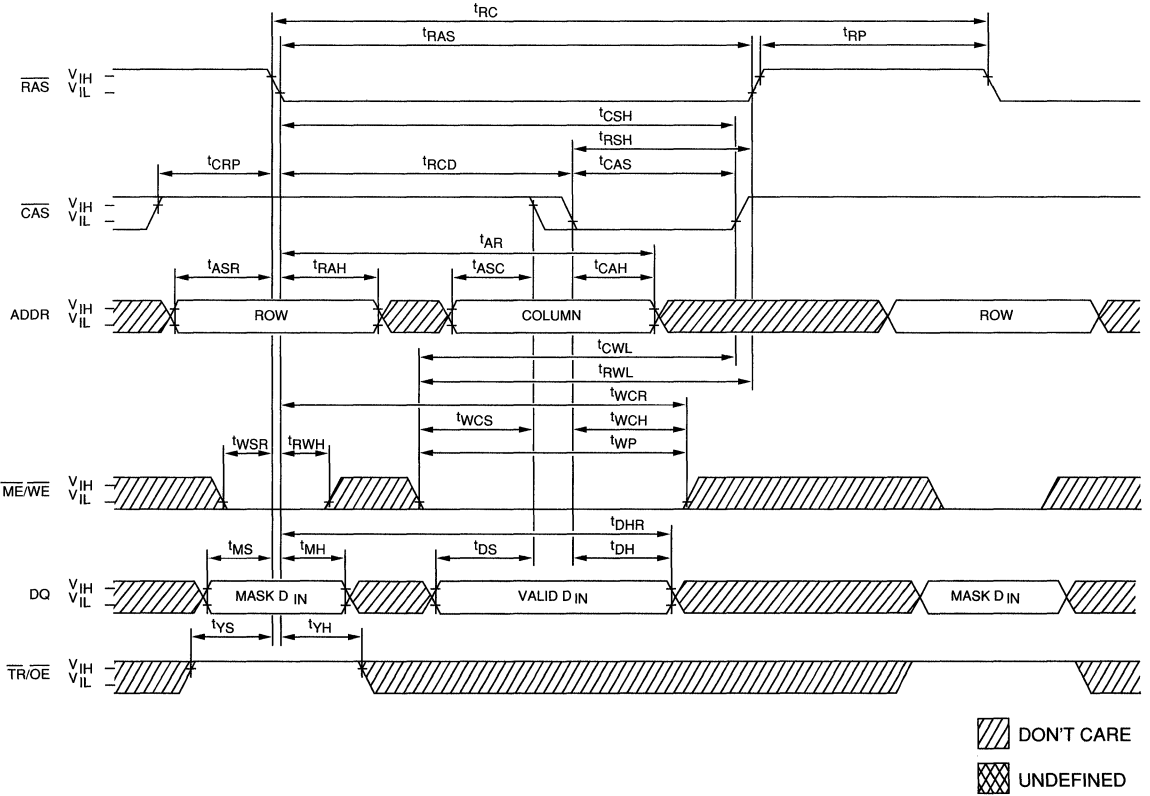 tRC
tRAS
tRP
RAS
VIH
VIL
tCSH
tRSH
tCRP
tRCD
tCAS
CAS
VIH
VIL
tAR
tASR
tRAH
tASC
tCAH
ADDR
VIH
VIL
ROW
COLUMN
ROW
tCWL
tRWL
tWCR
tWCS
tWCH
tWSR
tRWH
tWP
ME/WE
VIH
VIL
tDHR
tMS
tMH
tDS
tDH
DQ
VIH
VIL
MASK D IN
VALID D IN
MASK D IN
tYS
tYH
TR/OE
VIH
VIL
DON'T CARE
UNDEFINED